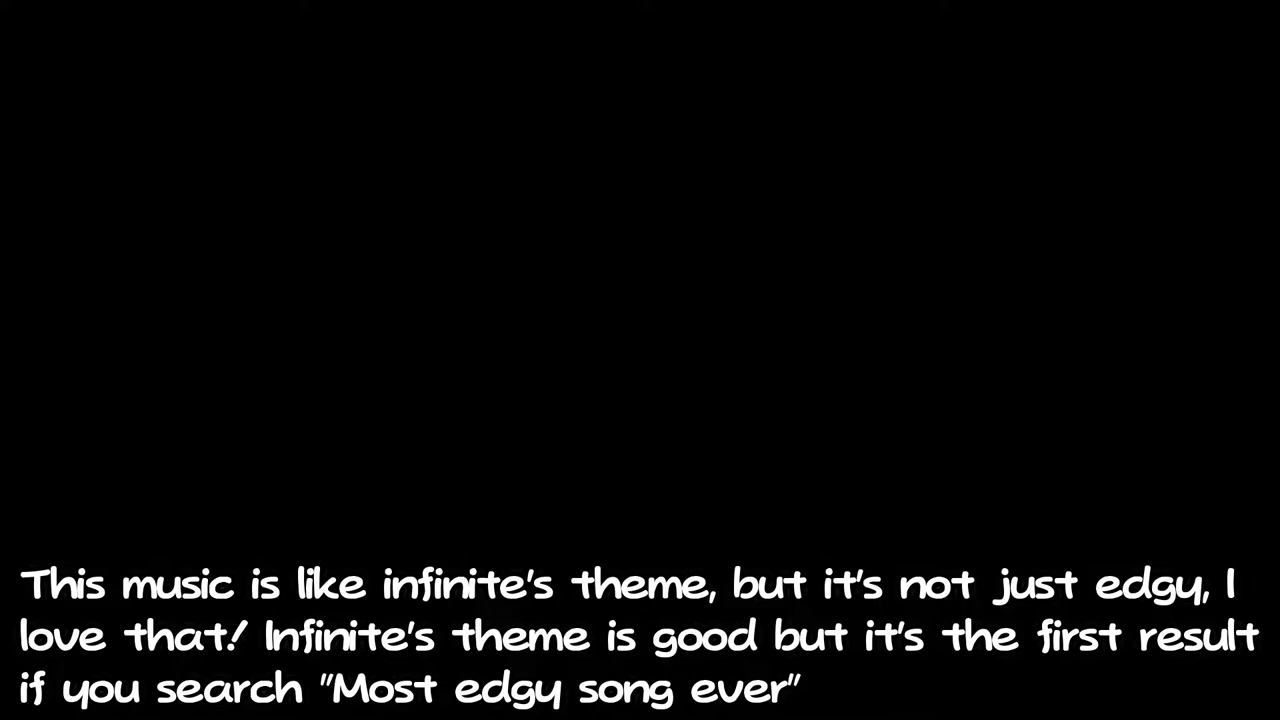 This music is like infinite's theme, but it's not just edgy, I
love that! Infinite's theme is good but it's the first result
if you search "Most edgy song ever"